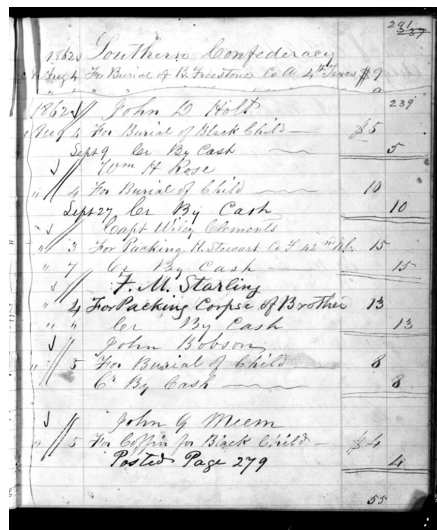 241
237
1862 Southern Confederacy
Aug 4 For Burial of B. Freestone Co A. 4th Texas $9
239
1862 John D Holt
Aug 4 For Burial of Black Child $5
Sept 9 Cr By Cash 5
Wm H Rose
" 4 For Burial of Child 10
Sept 27 Cr By Cash 10
Capt Wiley Clemonts
" 3 For Packing H. Stewart Co F 42nd 15
" 7 Cr By Cash 15
F. M. Starling
4 For Packing Corpse of Brother 13
" " Cr By Cash 13
John Bobson
" 5 For Burial of Child 8
Cr By Cash 8
John G Meem
" 5 For Coffin for Black Child $4
Posted Page 279 4
55